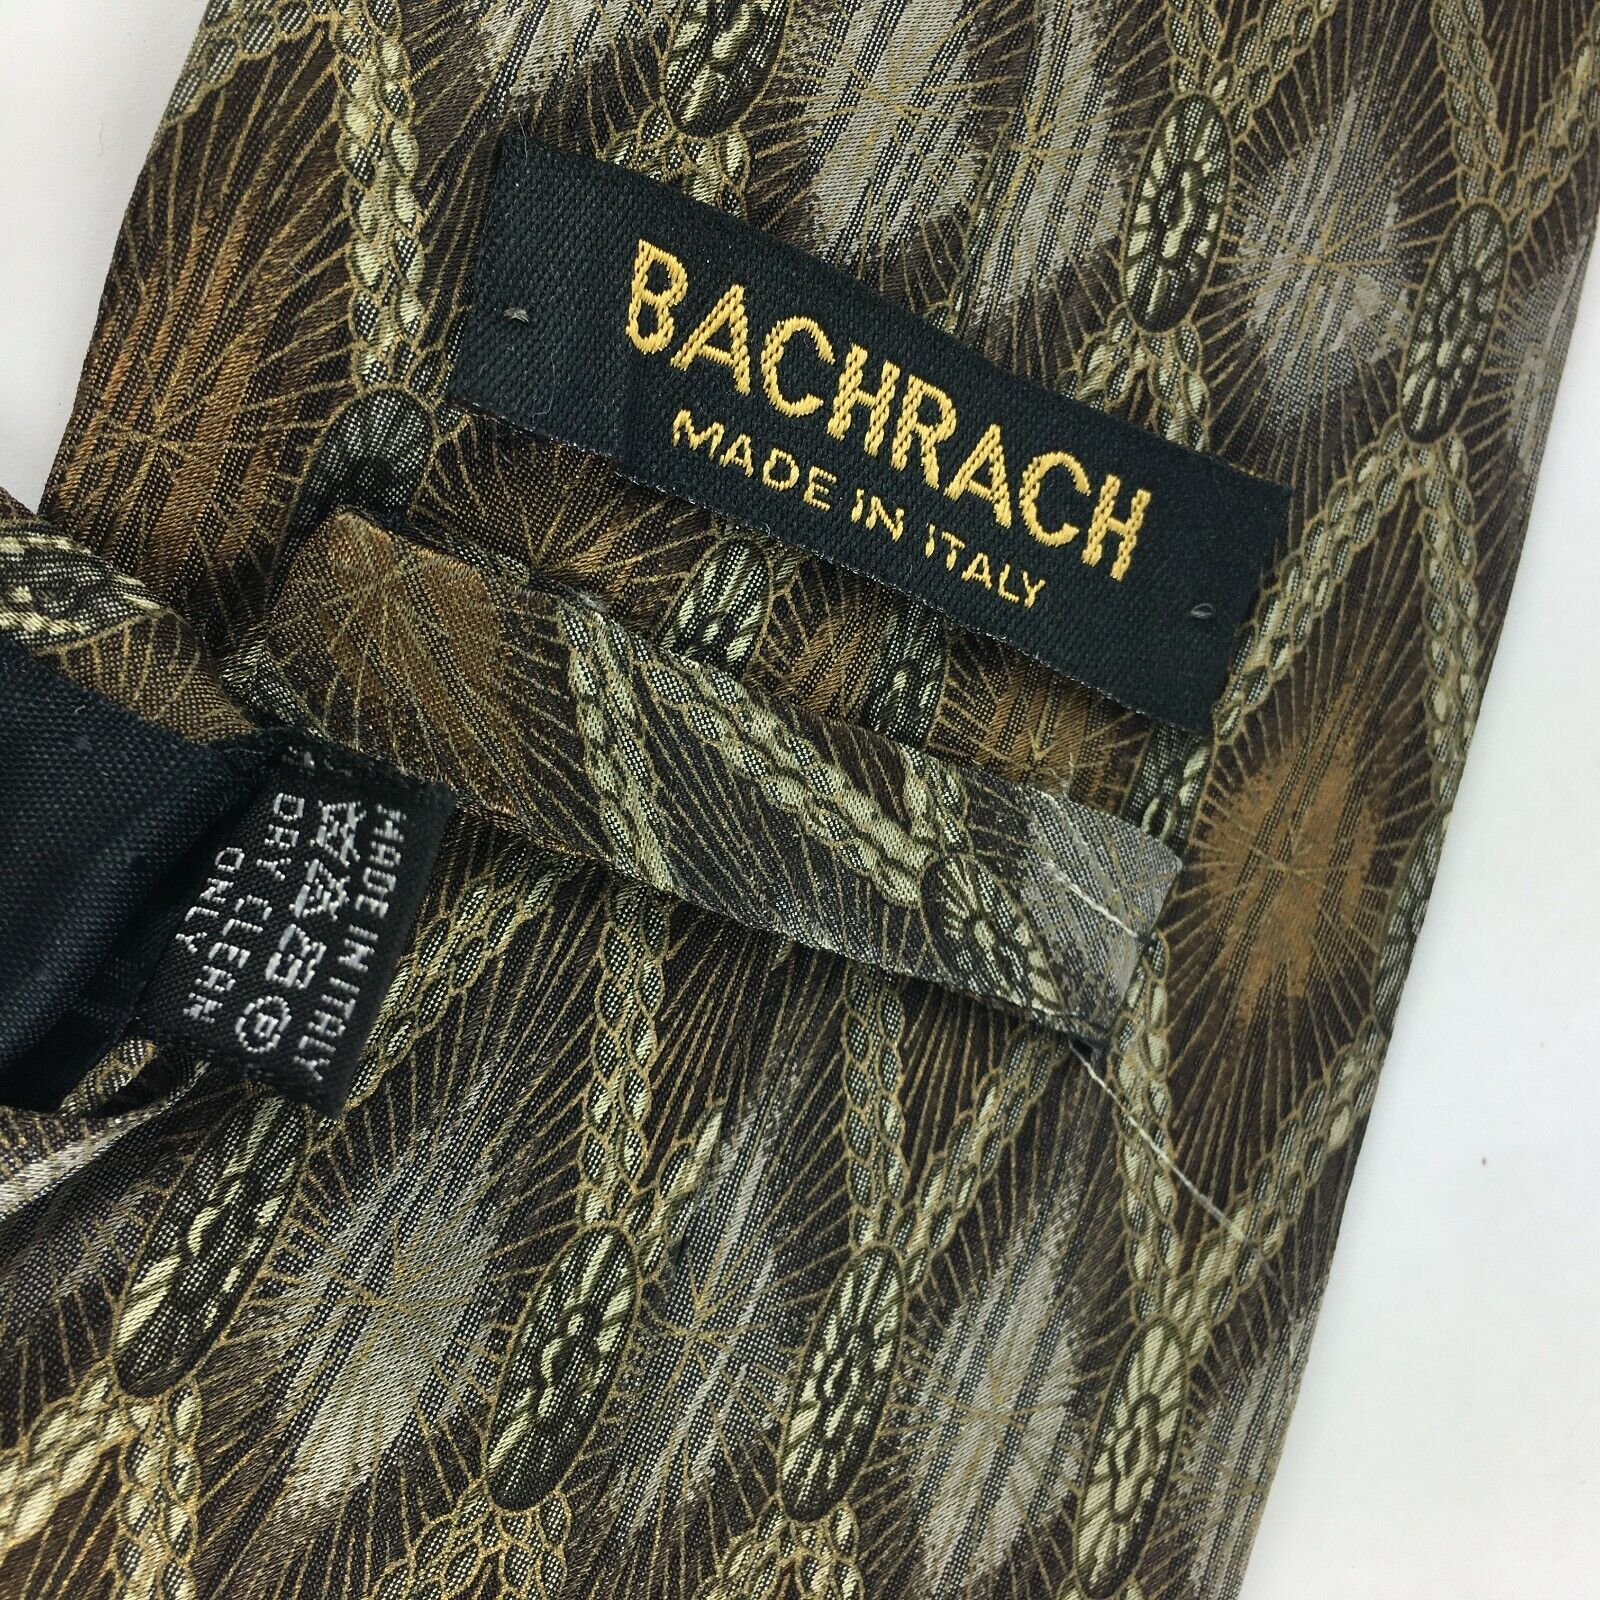 BACHRACH
MADE IN ITALY
MADE IN ITALY
P
DRY CLEAN
ONLY